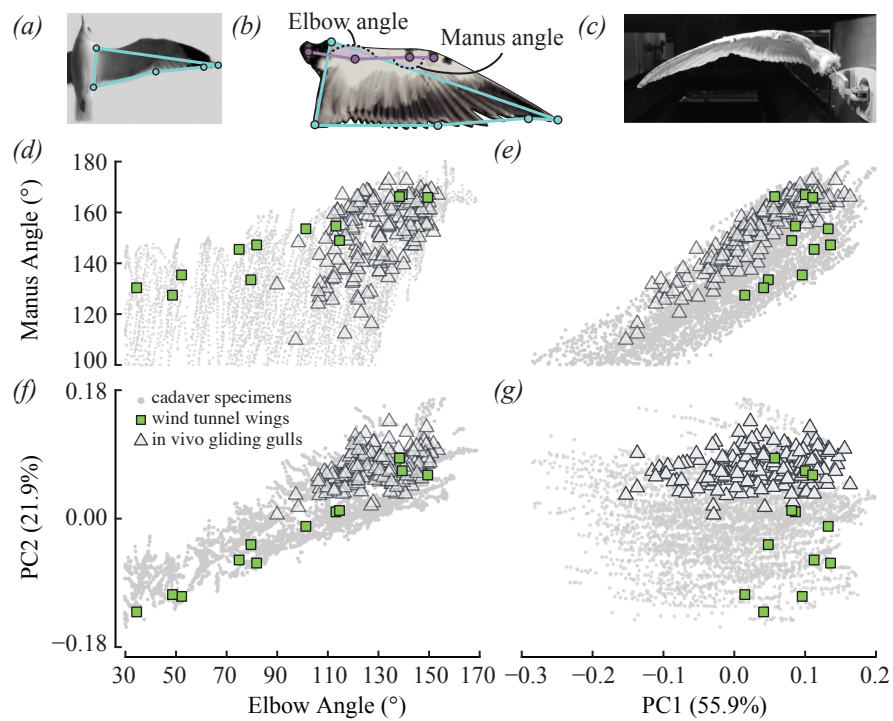 (a)
(b)
Elbow angle
Manus angle
(c)
(d)
(e)
180
160
140
120
100
Manus Angle (°)
(f)
(g)
0.18
0.00
−0.18
PC2 (21.9%)
cadaver specimens
wind tunnel wings
in vivo gliding gulls
30 50 70 90 110 130 150 170
Elbow Angle (°)
−0.3 −0.2 −0.1 0.0 0.1 0.2
PC1 (55.9%)